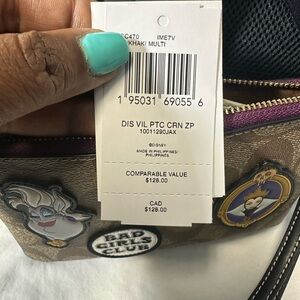 C470 IME7V
KHAKI MULTI
1 95031 69055 6
DIS VIL PTC CRN ZP
10011290JAX
©DISNEY
MADE IN PHILIPPINES/
PHILIPPINES
COMPARABLE VALUE
$128.00
CAD
$128.00
BAD
GIRLS
CLUB